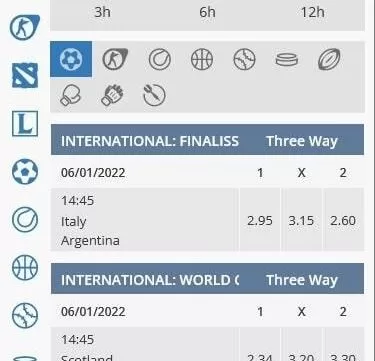 3h 6h 12h
INTERNATIONAL: FINALISS Three Way
06/01/2022 1 X 2
14:45
Italy 2.95 3.15 2.60
Argentina
INTERNATIONAL: WORLD C Three Way
06/01/2022 1 X 2
14:45
Scotland 2.34 3.20 3.30
L